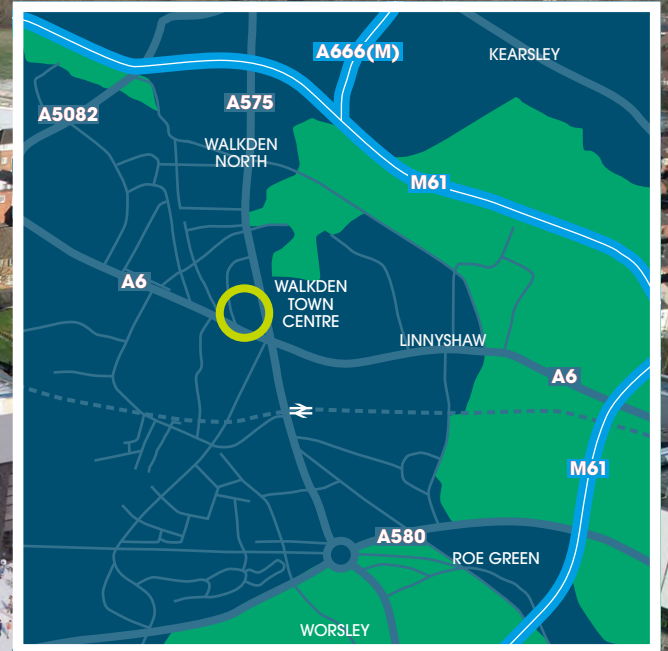 A666(M)
KEARSLEY
A575
A5082
WALKDEN
NORTH
M61
A6
WALKDEN
TOWN
CENTRE
LINNYSHAW
A6
M61
A580
ROE GREEN
WORSLEY